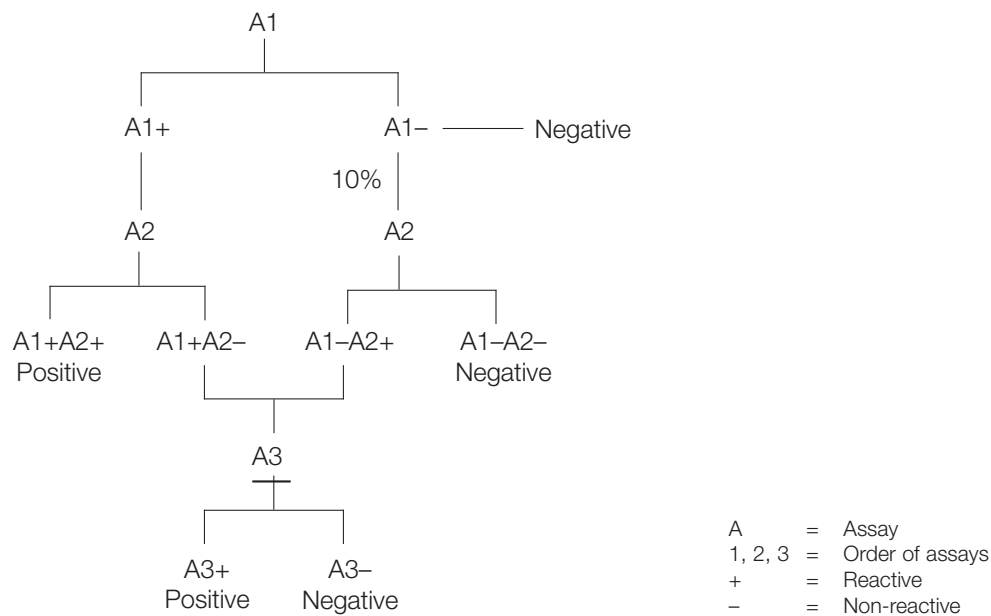 A1
A1+ A1– Negative
10%
A2 A2
A1+A2+ A1+A2– A1–A2+ A1–A2–
Positive Negative
A3
A3+ A3–
Positive Negative
A = Assay
1, 2, 3 = Order of assays
+ = Reactive
– = Non-reactive